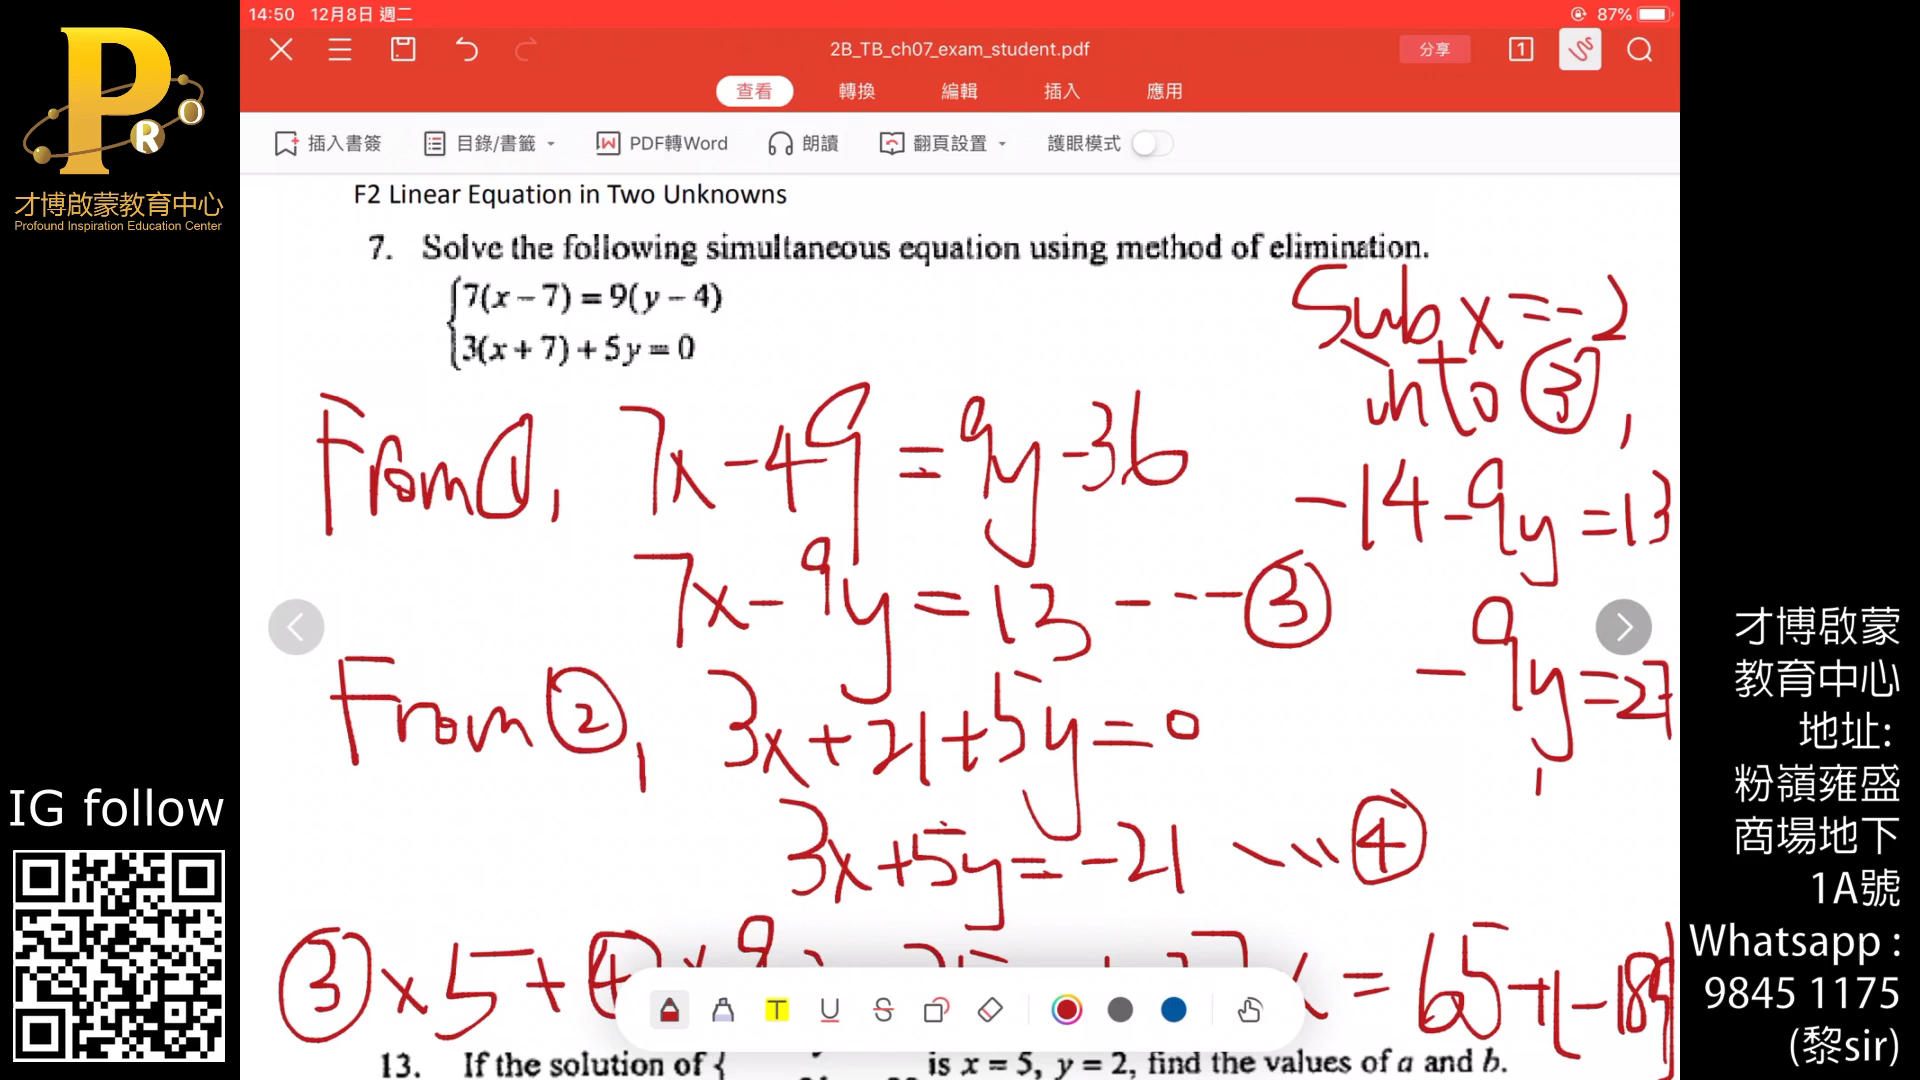 14:50 12月8日 週二
87%
2B_TB_ch07_exam_student.pdf
分享
1
查看 轉換 編輯 插入 應用
插入書簽 目錄/書籤 PDF轉Word 朗讀 翻頁設置 護眼模式
PRO
才博啟蒙教育中心
Profound Inspiration Education Center
F2 Linear Equation in Two Unknowns
7. Solve the following simultaneous equation using method of elimination.
7(x – 7) = 9(y – 4)
3(x + 7) + 5y = 0
Sub x = -2
into ③,
From ①, 7x - 49 = 9y - 36
-14 - 9y = 13
7x - 9y = 13 --- ③
-9y = 27
From ②, 3x + 21 + 5y = 0
3x + 5y = -21 ... ④
③ x 5 + ④ x 9 = 65 + (-189)
T U S
13. If the solution of { is x = 5, y = 2, find the values of a and b.
IG follow
才博啟蒙
教育中心
地址:
粉嶺雍盛
商場地下
1A號
Whatsapp :
9845 1175
(黎sir)